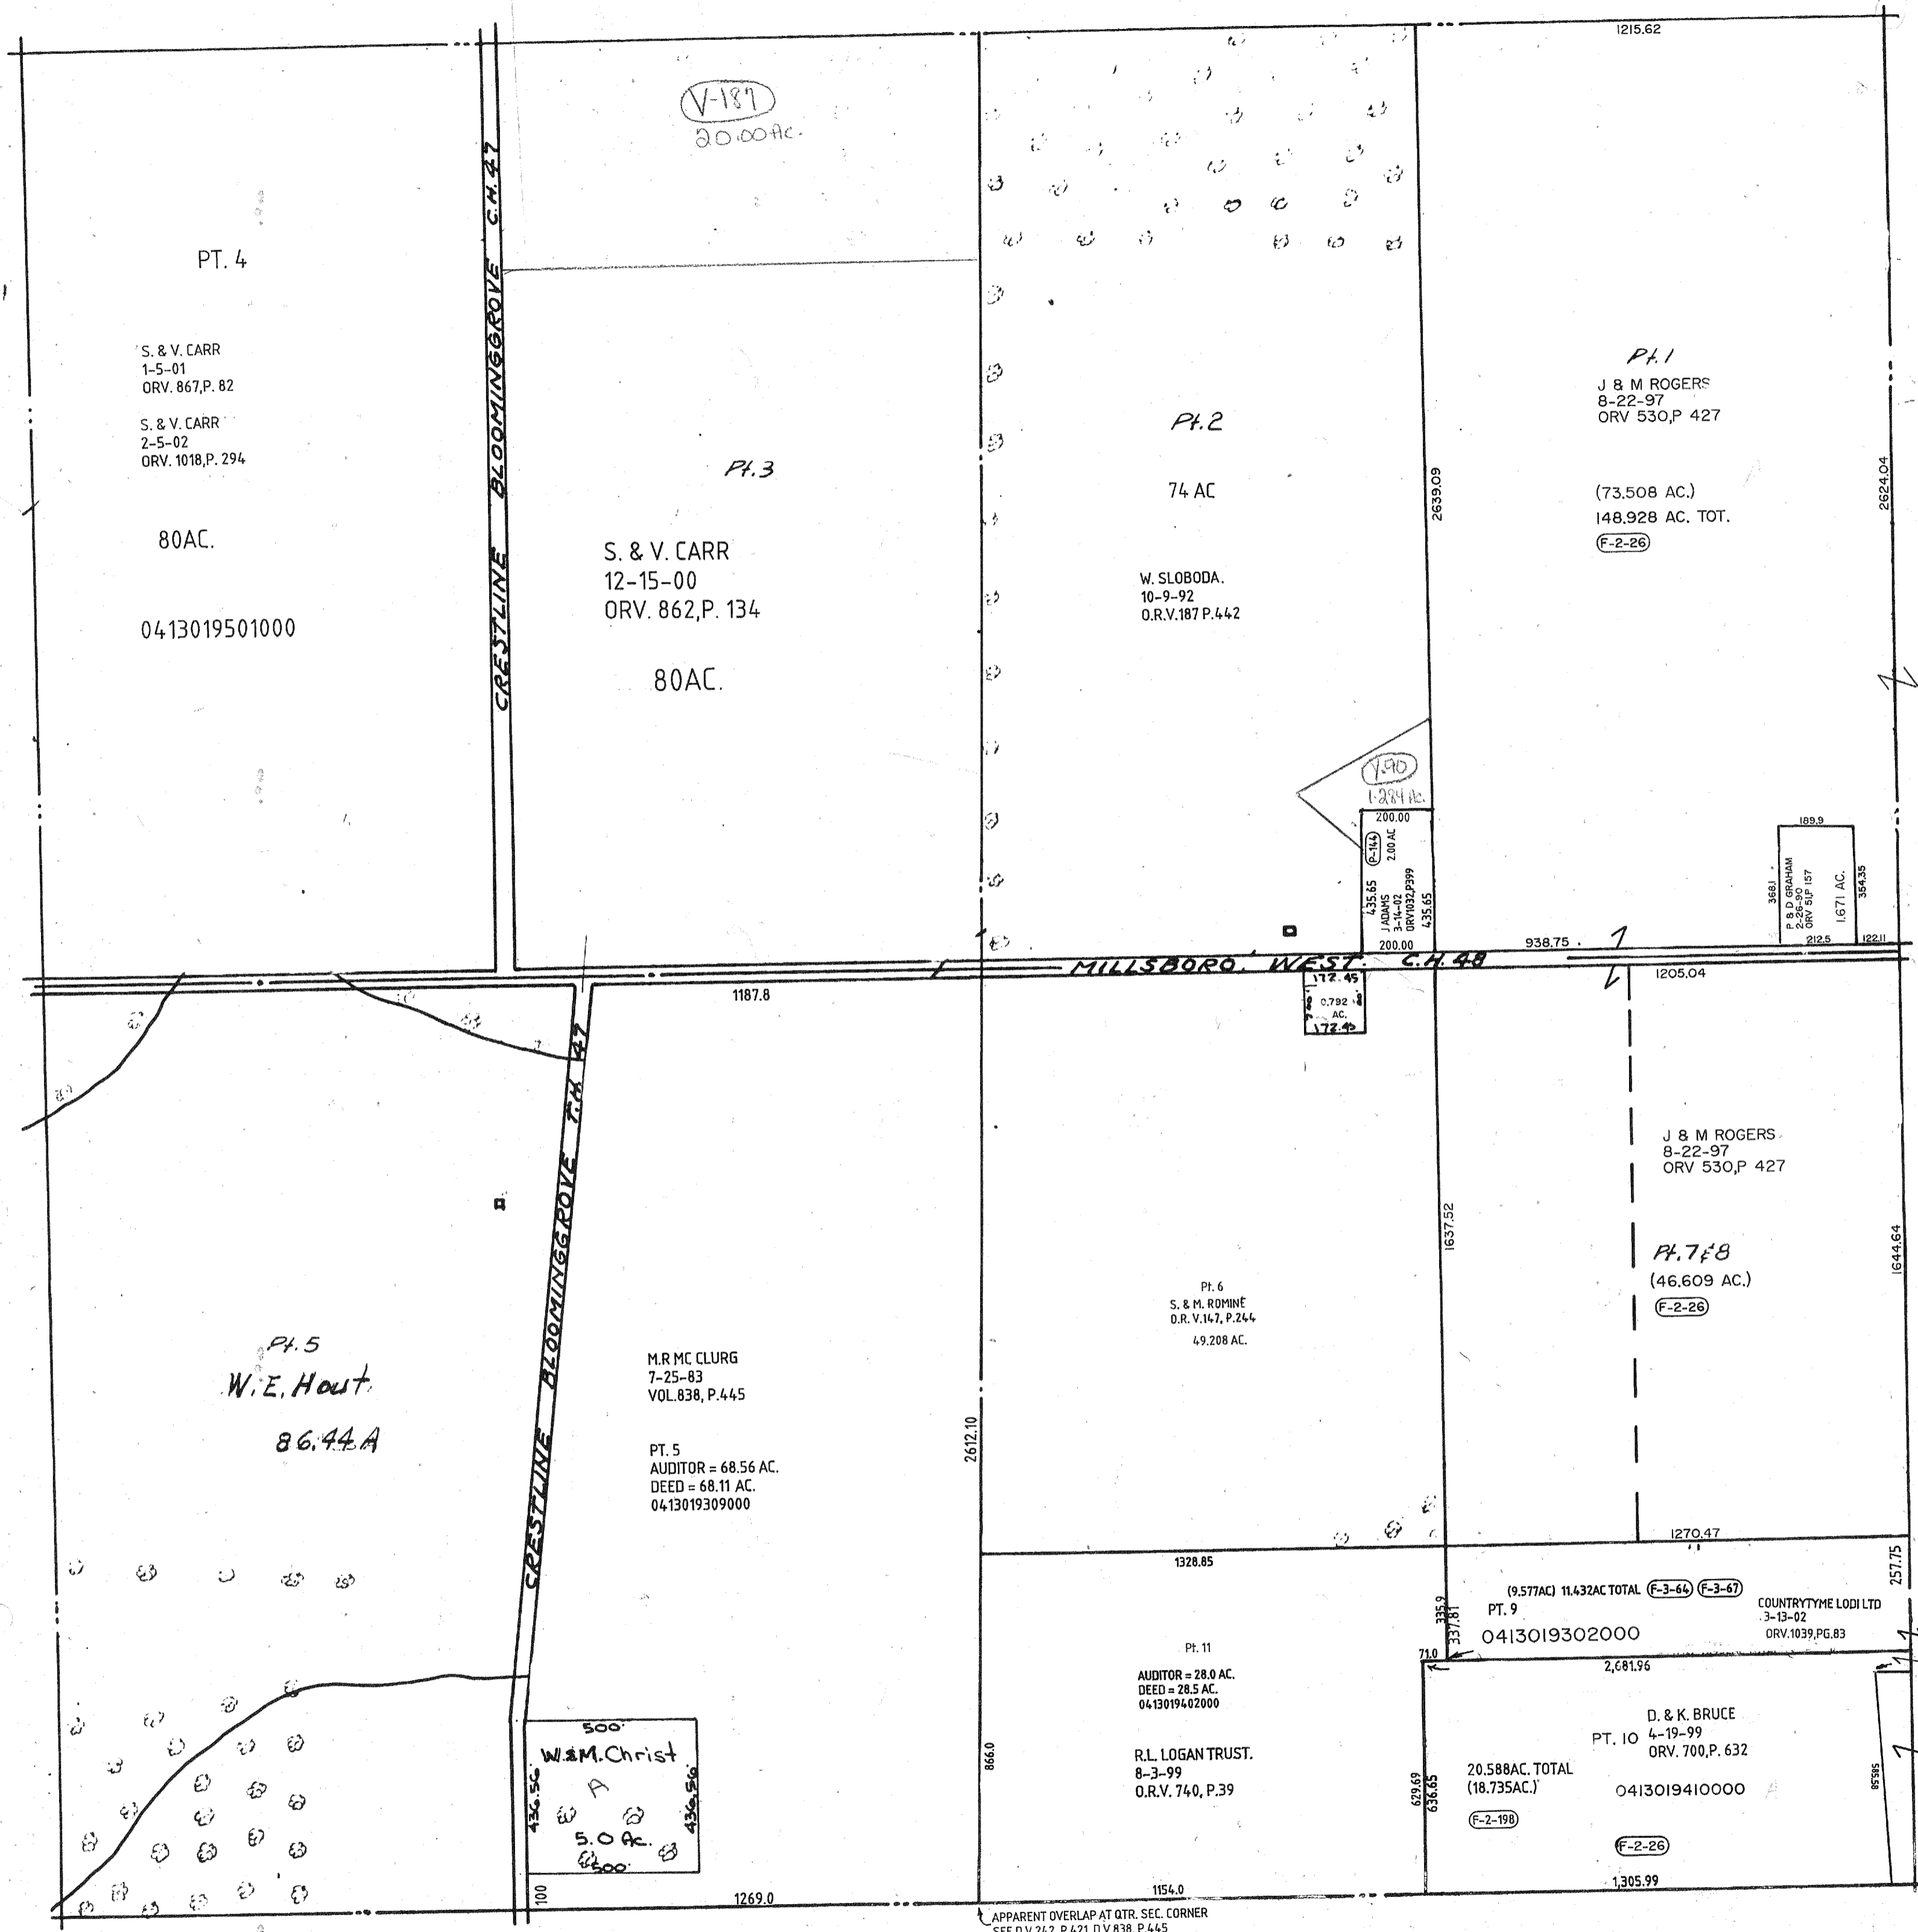 1215.62
V-187
20.00 Ac.
CRESTLINE BLOOMINGGROVE C.H. 47
PT. 4
S. & V. CARR
1-5-01
ORV. 867,P. 82
S. & V. CARR
2-5-02
ORV. 1018,P. 294
80AC.
0413019501000
Pt.3
S. & V. CARR
12-15-00
ORV. 862,P. 134
80AC.
Pt.2
74 AC
W. SLOBODA.
10-9-92
O.R.V.187 P.442
2639.09
Pt.1
J & M ROGERS
8-22-97
ORV 530,P 427
(73.508 AC.)
148.928 AC. TOT.
F-2-26
2624.04
V-90
1.284 Ac.
200.00
P-144
2.00 AC
435.65
J ADAMS
3-14-02
ORV1032,P399
435.65
200.00
189.9
368.1
P & D GRAHAM
2-26-90
ORV 51,P 157
1.671 AC.
354.35
212.5
122.11
938.75
MILLSBORO WEST C.H. 48
1205.04
1187.8
172.45
0.792
AC.
172.45
CRESTLINE BLOOMINGGROVE T.H. 47
J & M ROGERS
8-22-97
ORV 530,P 427
1637.52
1644.64
Pt.7&8
(46.609 AC.)
F-2-26
Pt. 6
S. & M. ROMINE
O.R. V.147, P.244
49.208 AC.
Pt.5
W.E. Hout
86.44 A
M.R MC CLURG
7-25-83
VOL.838, P.445
PT. 5
AUDITOR = 68.56 AC.
DEED = 68.11 AC.
0413019309000
2612.10
1328.85
1270.47
257.75
(9.577AC) 11.432AC TOTAL F-3-64 F-3-67
PT. 9
0413019302000
COUNTRYTYME LODI LTD
3-13-02
ORV.1039,PG.83
335.9
337.81
71.0
2,681.96
Pt. 11
AUDITOR = 28.0 AC.
DEED = 28.5 AC.
0413019402000
R.L. LOGAN TRUST.
8-3-99
O.R.V. 740, P.39
866.0
629.69
636.65
D. & K. BRUCE
PT. 10 4-19-99
ORV. 700,P. 632
20.588AC. TOTAL
(18.735AC.)
0413019410000 A
F-2-198
F-2-26
585.58
500'
W.&M. Christ
A
436.56'
436.56'
5.0 Ac.
500'
100
1269.0
1154.0
1,305.99
APPARENT OVERLAP AT QTR. SEC. CORNER
SEE D.V.242, P.421, D.V.838, P.445